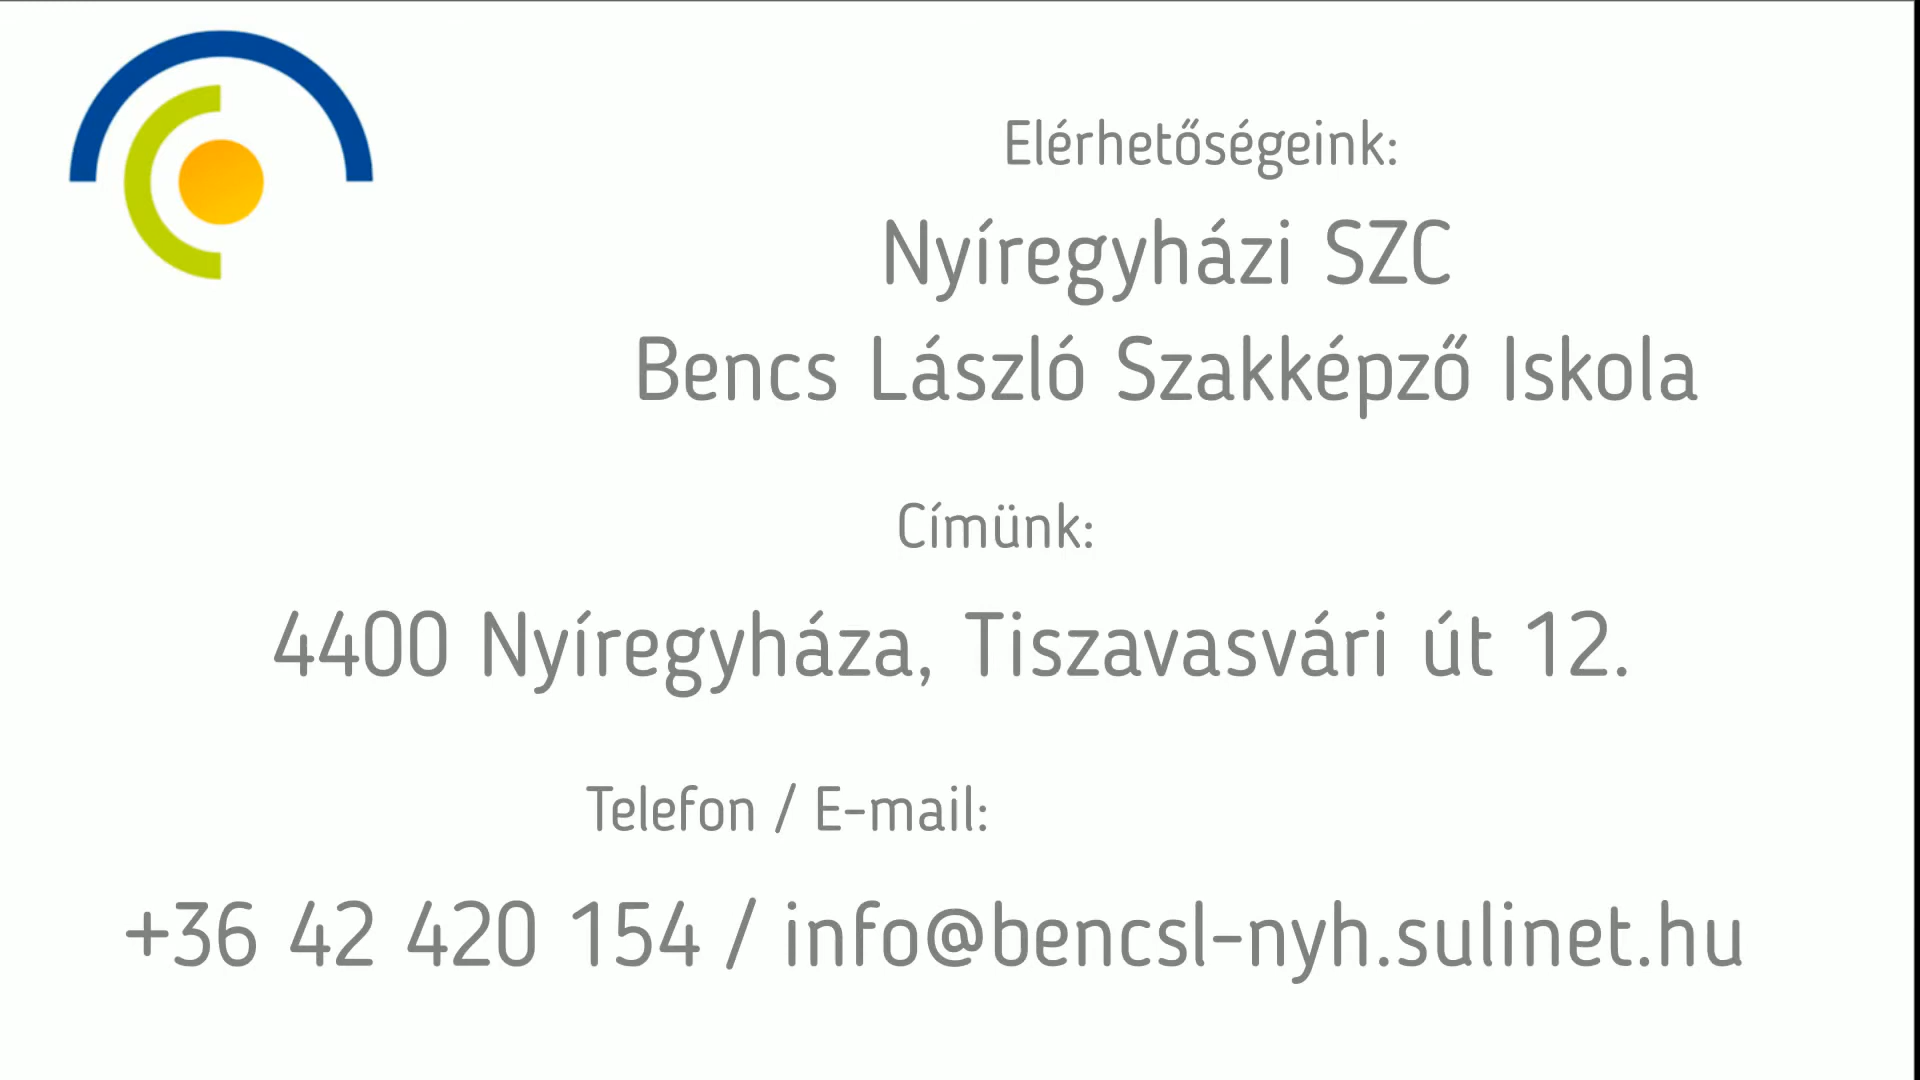 Elérhetőségeink:
Nyíregyházi SZC
Bencs László Szakképző Iskola
Címünk:
4400 Nyíregyháza, Tiszavasvári út 12.
Telefon / E-mail:
+36 42 420 154 / info@bencsl-nyh.sulinet.hu